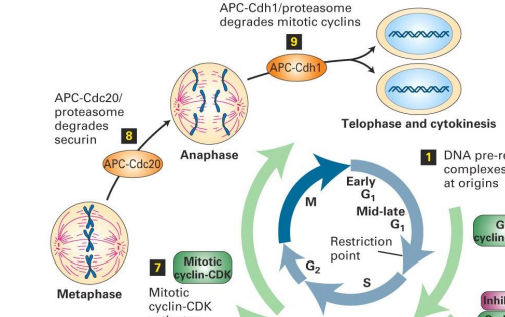 APC-Cdh1/proteasome
degrades mitotic cyclins
9
APC-Cdh1
Telophase and cytokinesis
APC-Cdc20/
proteasome
degrades
securin
8
APC-Cdc20
Anaphase
Metaphase
1 DNA pre-re
complexes
at origins
Early
G1
Mid-late
G1
M
Restriction
point
G2
S
G
cyclin
7
Mitotic
cyclin-CDK
Mitotic
cyclin-CDK
Inhib